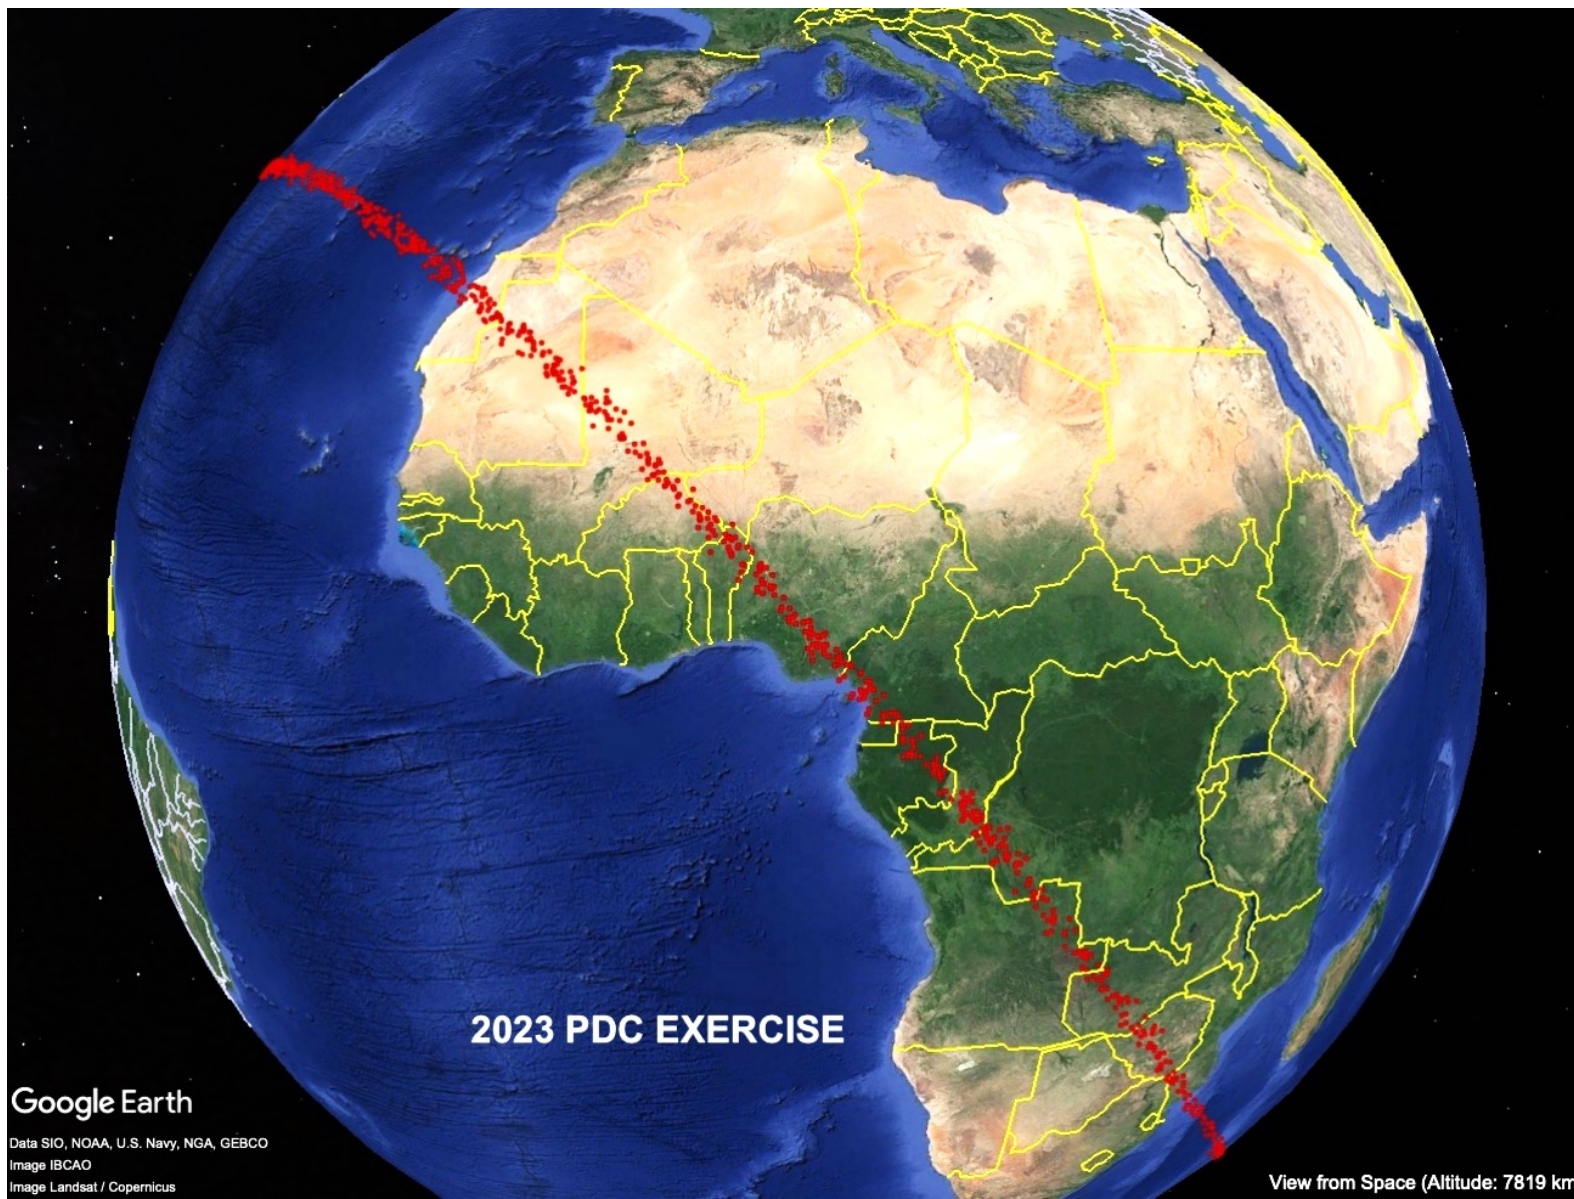 2023 PDC EXERCISE
Google Earth
Data SIO, NOAA, U.S. Navy, NGA, GEBCO
Image IBCAO
Image Landsat / Copernicus
View from Space (Altitude: 7819 km